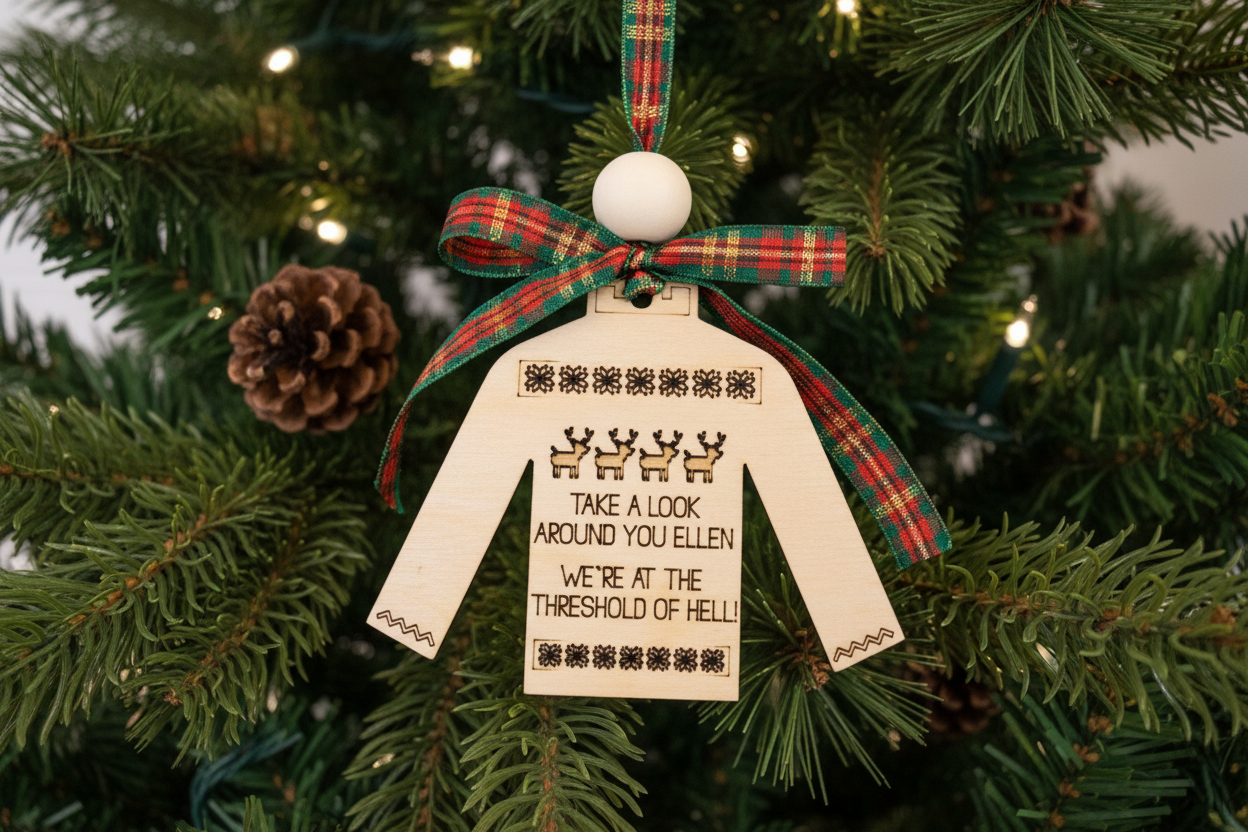 TAKE A LOOK
AROUND YOU ELLEN
WE'RE AT THE
THRESHOLD OF HELL!